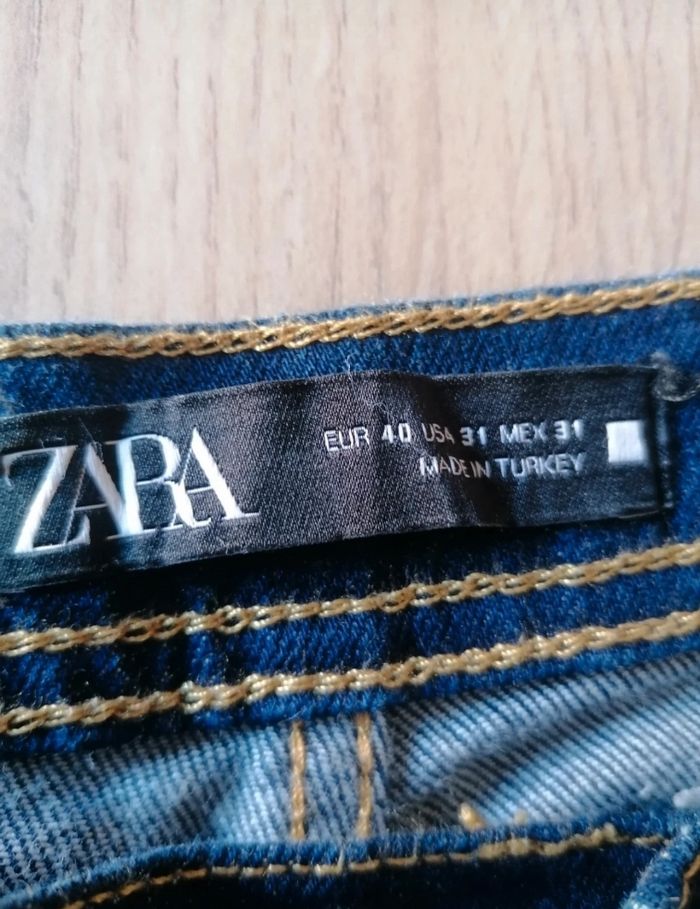 ZARA
EUR 40 USA 31 MEX 31
MADE IN TURKEY